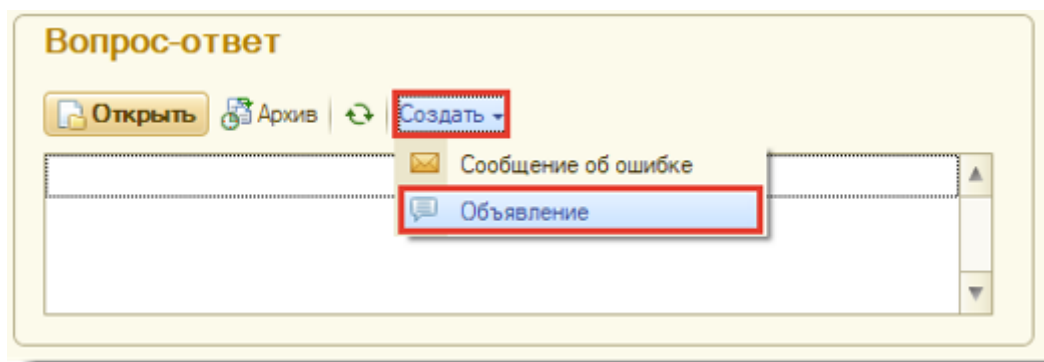 Вопрос-ответ
Открыть Архив Создать
Сообщение об ошибке
Объявление